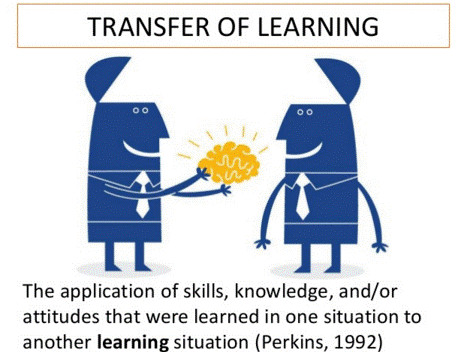 TRANSFER OF LEARNING
The application of skills, knowledge, and/or
attitudes that were learned in one situation to
another learning situation (Perkins, 1992)